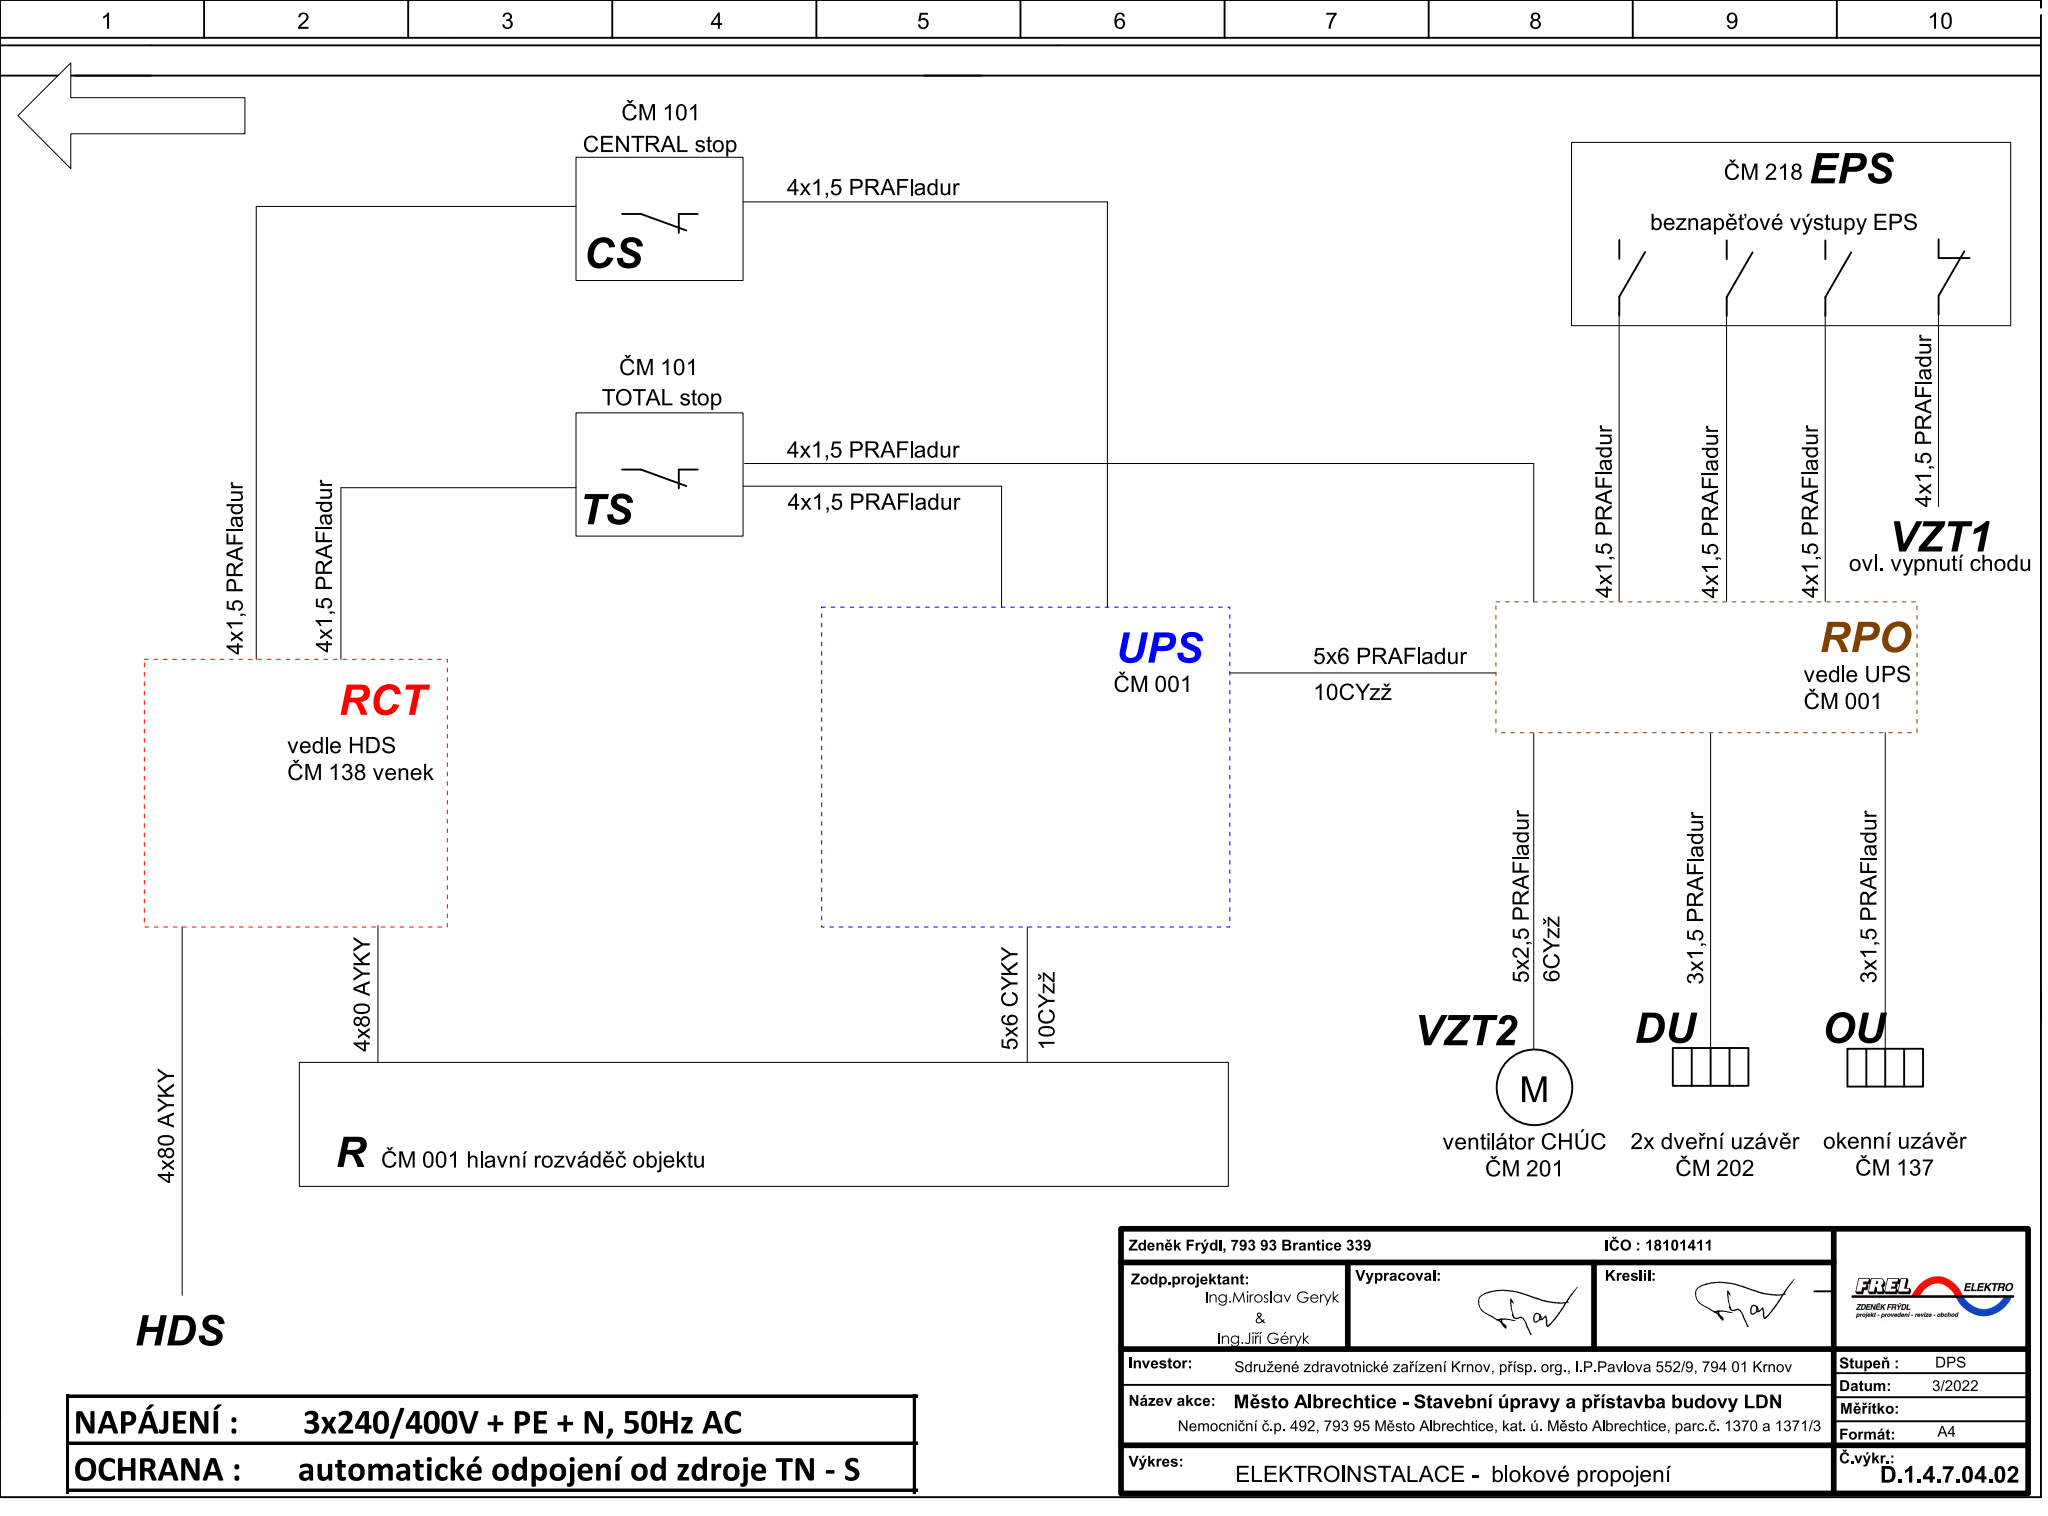 1 2 3 4 5 6 7 8 9 10
ČM 101
CENTRAL stop
CS
4x1,5 PRAFladur
ČM 218 EPS
beznapěťové výstupy EPS
ČM 101
TOTAL stop
TS
4x1,5 PRAFladur
4x1,5 PRAFladur
4x1,5 PRAFladur
4x1,5 PRAFladur
4x1,5 PRAFladur
4x1,5 PRAFladur
4x1,5 PRAFladur
4x1,5 PRAFladur
VZT1
ovl. vypnutí chodu
RCT
vedle HDS
ČM 138 venek
UPS
ČM 001
5x6 PRAFladur
10CYzž
RPO
vedle UPS
ČM 001
4x80 AYKY
4x80 AYKY
5x6 CYKY
10CYzž
5x2,5 PRAFladur
6CYzž
3x1,5 PRAFladur
3x1,5 PRAFladur
VZT2
DU
OU
M
ventilátor CHÚC
ČM 201
2x dveřní uzávěr
ČM 202
okenní uzávěr
ČM 137
R ČM 001 hlavní rozváděč objektu
HDS
NAPÁJENÍ : 3x240/400V + PE + N, 50Hz AC
OCHRANA : automatické odpojení od zdroje TN - S
Zdeněk Frýdl, 793 93 Brantice 339 IČO : 18101411
Zodp.projektant:
Ing.Miroslav Geryk
&
Ing.Jiří Géryk
Vypracoval:
Kreslil:
FREL ELEKTRO
ZDENĚK FRÝDL
projekt - provedení - revize - obchod
Investor: Sdružené zdravotnické zařízení Krnov, přísp. org., I.P.Pavlova 552/9, 794 01 Krnov
Název akce: Město Albrechtice - Stavební úpravy a přístavba budovy LDN
Nemocniční č.p. 492, 793 95 Město Albrechtice, kat. ú. Město Albrechtice, parc.č. 1370 a 1371/3
Výkres: ELEKTROINSTALACE - blokové propojení
Stupeň : DPS
Datum: 3/2022
Měřítko:
Formát: A4
Č.výkr.:
D.1.4.7.04.02